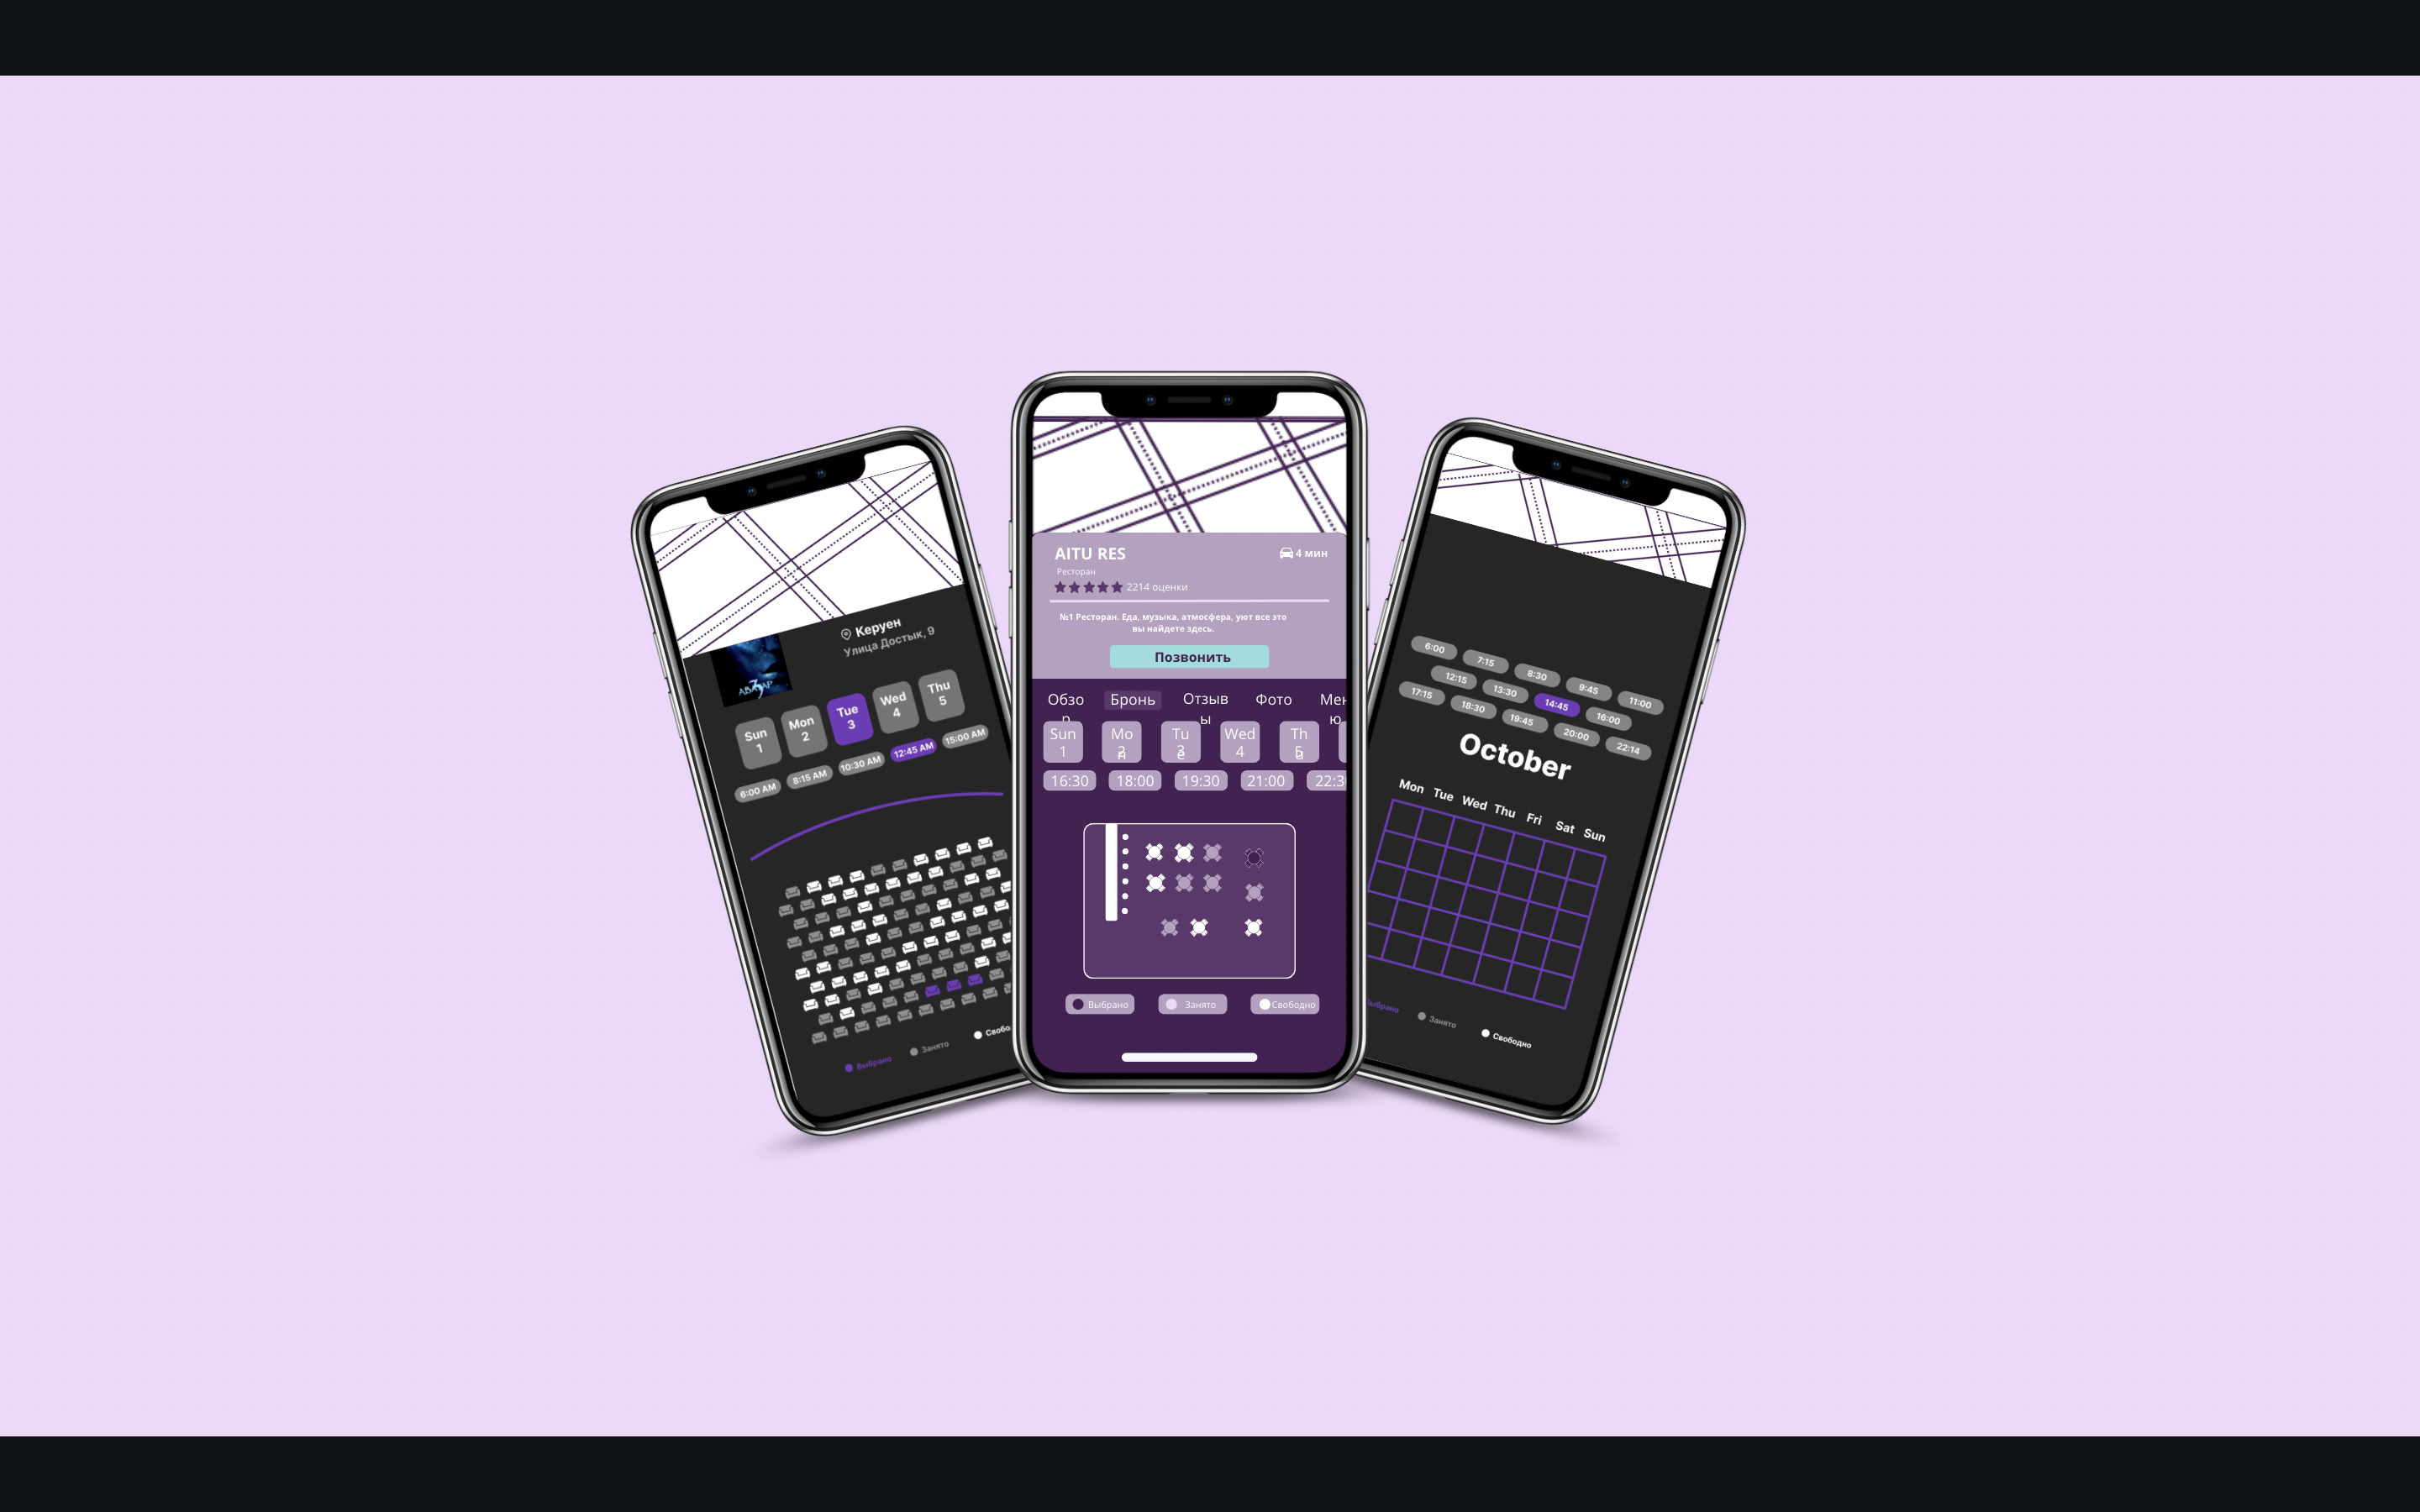 Керуен
Улица Достык, 9
АВАТАР
3
Sun
1
Mon
2
Tue
3
Wed
4
Thu
5
6:00 AM
8:15 AM
10:30 AM
12:45 AM
15:00 AM
Выбрано
Занято
Свобо
AITU RES
4 мин
Ресторан
2214 оценки
№1 Ресторан. Еда, музыка, атмосфера, уют все это
вы найдете здесь.
Позвонить
Обзо
р
Бронь
Отзыв
ы
Фото
Мен
ю
Sun
1
Mo
n
2
Tu
e
3
Wed
4
Th
u
5
16:30
18:00
19:30
21:00
22:3
Выбрано
Занято
Свободно
6:00
7:15
8:30
9:45
11:00
12:15
13:30
14:45
16:00
17:15
18:30
19:45
20:00
22:14
October
Mon Tue Wed Thu Fri Sat Sun
ыбрано
Занято
Свободно